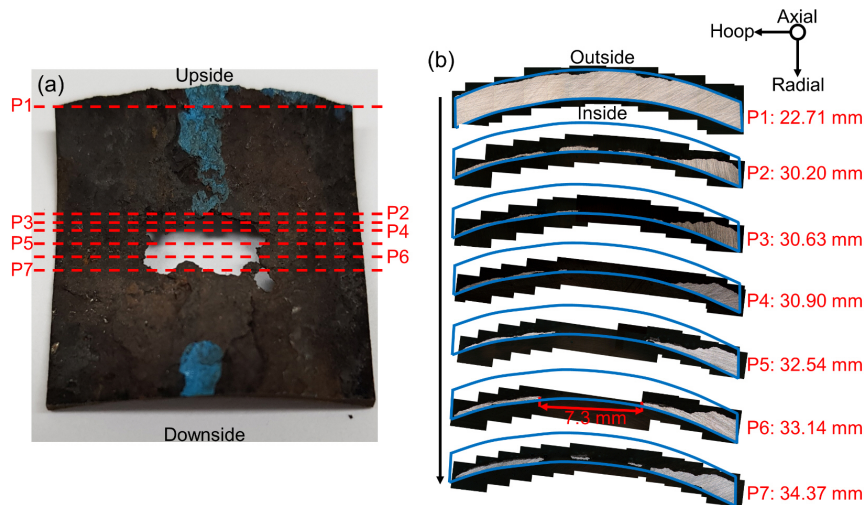 (a)
Upside
P1
P2
P3
P4
P5
P6
P7
Downside
(b)
Hoop
Axial
Radial
Outside
Inside
P1: 22.71 mm
P2: 30.20 mm
P3: 30.63 mm
P4: 30.90 mm
P5: 32.54 mm
P6: 33.14 mm
7.3 mm
P7: 34.37 mm